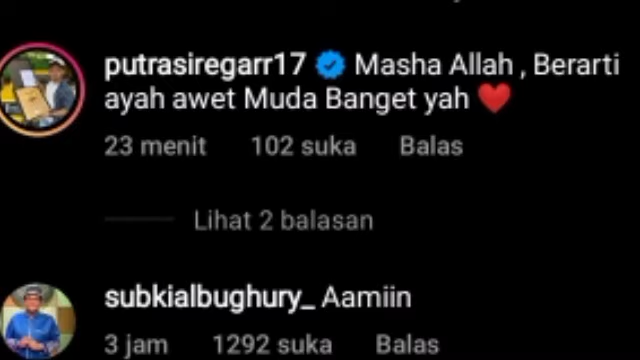 putrasiregarr17 Masha Allah , Berarti
ayah awet Muda Banget yah ❤️
23 menit 102 suka Balas
Lihat 2 balasan
subkialbughury_ Aamiin
3 jam 1292 suka Balas